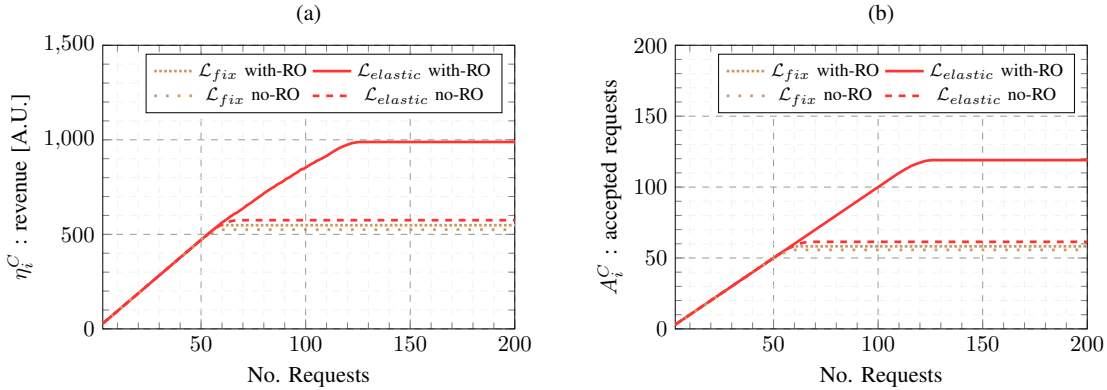 (a)
1,500
1,000
500
0
50
100
150
200
η_i^C : revenue [A.U.]
No. Requests
ℒ_fix with-RO
ℒ_elastic with-RO
ℒ_fix no-RO
ℒ_elastic no-RO
(b)
200
150
100
50
0
50
100
150
200
A_i^C : accepted requests
No. Requests
ℒ_fix with-RO
ℒ_elastic with-RO
ℒ_fix no-RO
ℒ_elastic no-RO